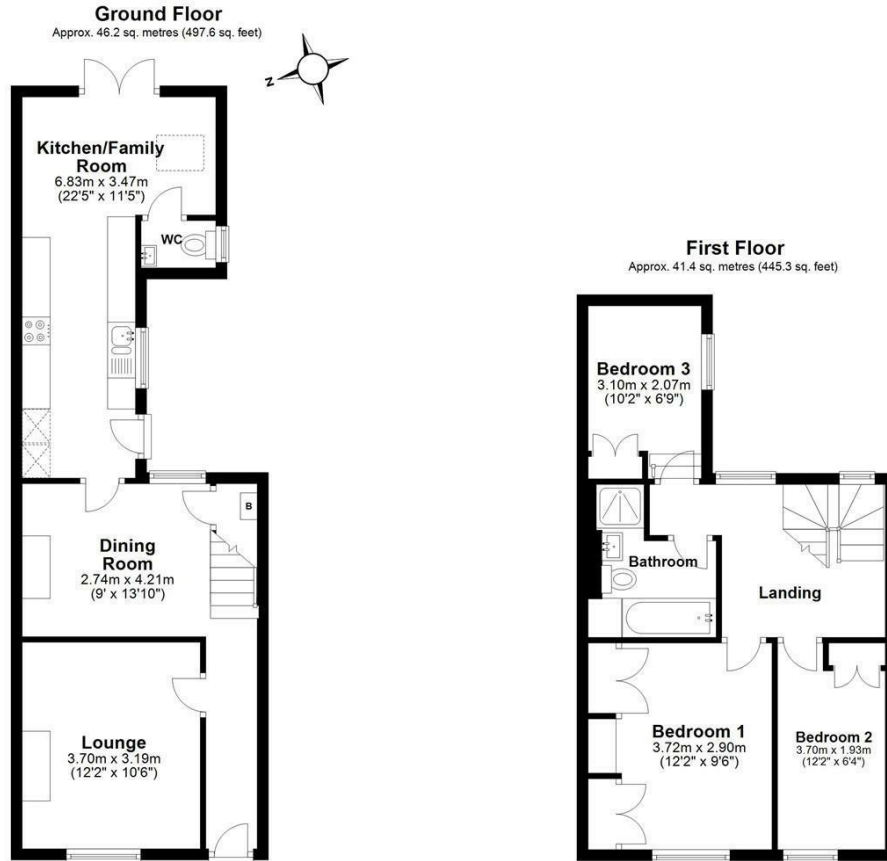 Ground Floor
Approx. 46.2 sq. metres (497.6 sq. feet)
N
Kitchen/Family
Room
6.83m x 3.47m
(22'5" x 11'5")
WC
B
Dining
Room
2.74m x 4.21m
(9' x 13'10")
Lounge
3.70m x 3.19m
(12'2" x 10'6")
First Floor
Approx. 41.4 sq. metres (445.3 sq. feet)
Bedroom 3
3.10m x 2.07m
(10'2" x 6'9")
Bathroom
Landing
Bedroom 1
3.72m x 2.90m
(12'2" x 9'6")
Bedroom 2
3.70m x 1.93m
(12'2" x 6'4")